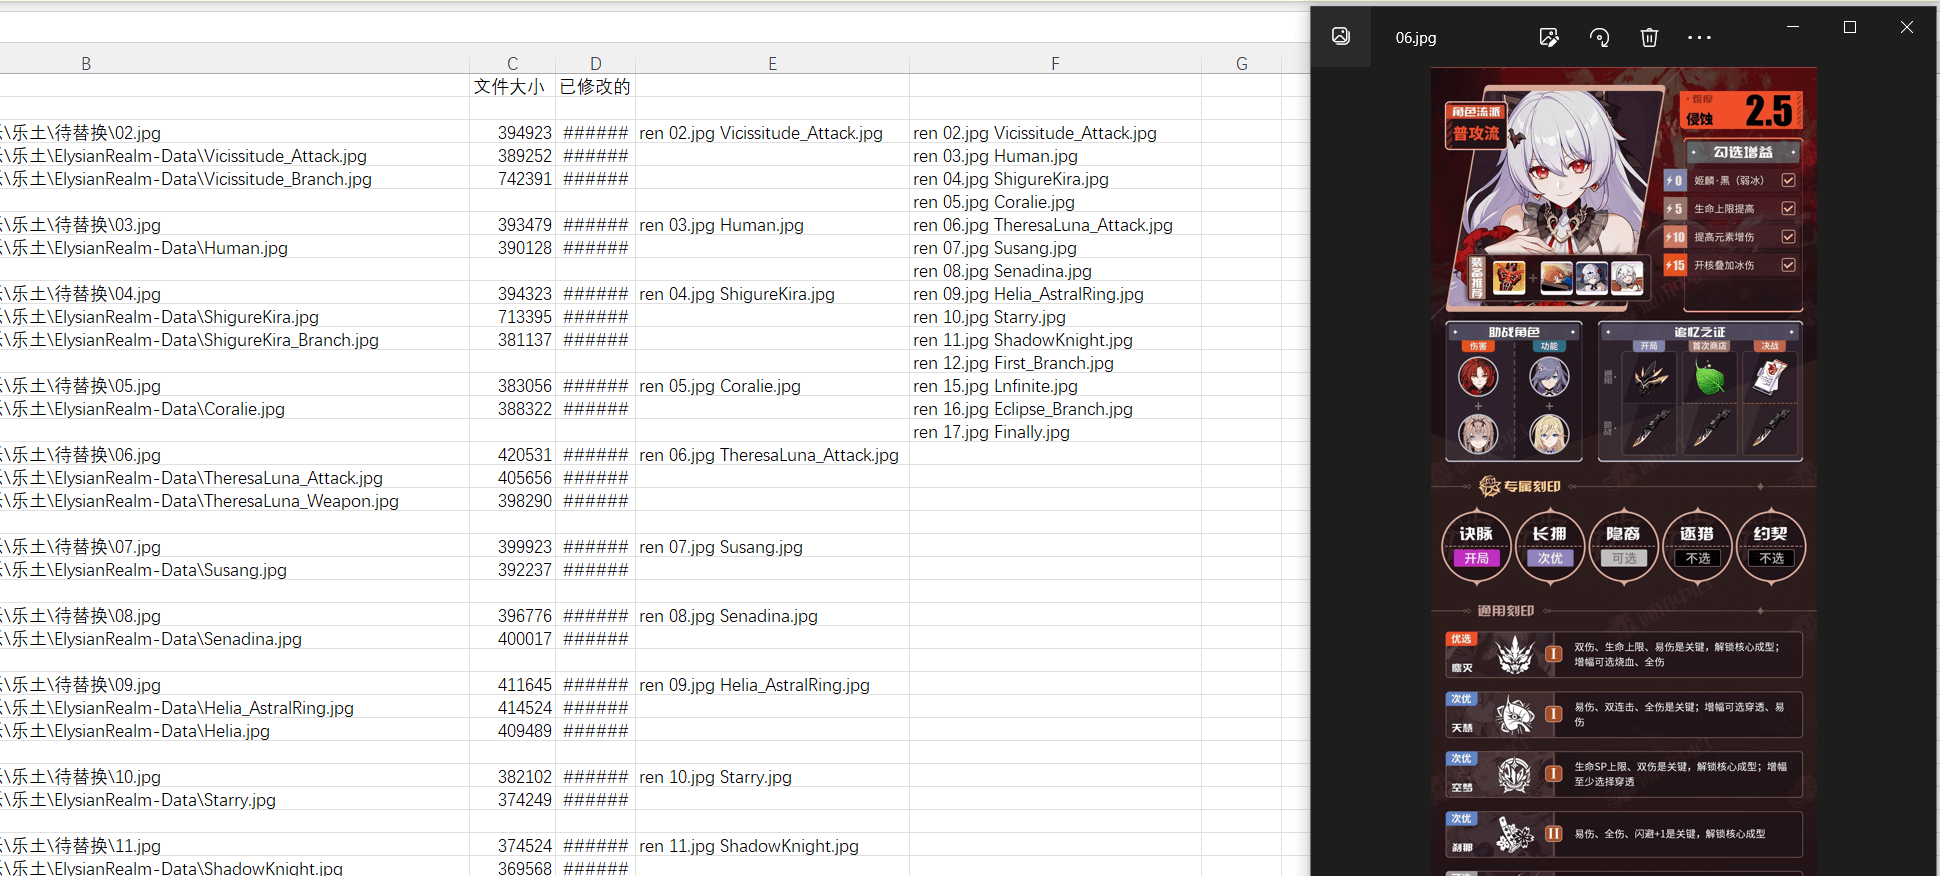 B C D E F G
文件大小 已修改的
\乐土\待替换\02.jpg 394923 ###### ren 02.jpg Vicissitude_Attack.jpg ren 02.jpg Vicissitude_Attack.jpg
\乐土\ElysianRealm-Data\Vicissitude_Attack.jpg 389252 ###### ren 03.jpg Human.jpg
\乐土\ElysianRealm-Data\Vicissitude_Branch.jpg 742391 ###### ren 04.jpg ShigureKira.jpg
ren 05.jpg Coralie.jpg
\乐土\待替换\03.jpg 393479 ###### ren 03.jpg Human.jpg ren 06.jpg TheresaLuna_Attack.jpg
\乐土\ElysianRealm-Data\Human.jpg 390128 ###### ren 07.jpg Susang.jpg
ren 08.jpg Senadina.jpg
\乐土\待替换\04.jpg 394323 ###### ren 04.jpg ShigureKira.jpg ren 09.jpg Helia_AstralRing.jpg
\乐土\ElysianRealm-Data\ShigureKira.jpg 713395 ###### ren 10.jpg Starry.jpg
\乐土\ElysianRealm-Data\ShigureKira_Branch.jpg 381137 ###### ren 11.jpg ShadowKnight.jpg
ren 12.jpg First_Branch.jpg
\乐土\待替换\05.jpg 383056 ###### ren 05.jpg Coralie.jpg ren 15.jpg Lnfinite.jpg
\乐土\ElysianRealm-Data\Coralie.jpg 388322 ###### ren 16.jpg Eclipse_Branch.jpg
ren 17.jpg Finally.jpg
\乐土\待替换\06.jpg 420531 ###### ren 06.jpg TheresaLuna_Attack.jpg
\乐土\ElysianRealm-Data\TheresaLuna_Attack.jpg 405656 ######
\乐土\ElysianRealm-Data\TheresaLuna_Weapon.jpg 398290 ######
\乐土\待替换\07.jpg 399923 ###### ren 07.jpg Susang.jpg
\乐土\ElysianRealm-Data\Susang.jpg 392237 ######
\乐土\待替换\08.jpg 396776 ###### ren 08.jpg Senadina.jpg
\乐土\ElysianRealm-Data\Senadina.jpg 400017 ######
\乐土\待替换\09.jpg 411645 ###### ren 09.jpg Helia_AstralRing.jpg
\乐土\ElysianRealm-Data\Helia_AstralRing.jpg 414524 ######
\乐土\ElysianRealm-Data\Helia.jpg 409489 ######
\乐土\待替换\10.jpg 382102 ###### ren 10.jpg Starry.jpg
\乐土\ElysianRealm-Data\Starry.jpg 374249 ######
\乐土\待替换\11.jpg 374524 ###### ren 11.jpg ShadowKnight.jpg
\乐土\ElysianRealm-Data\ShadowKnight.jpg 369568 ######
06.jpg
角色流派
普攻流
难度
侵蚀 2.5
勾选增益
0 姬麟·黑（弱冰）
5 生命上限提高
10 提高元素增伤
15 开核叠加冰伤
装备推荐
助战角色
伤害 功能
追忆之证
开局 首次商店 决战
通用
助战
专属刻印
诀脉 长拥 隐裔 逐猎 约契
开局 次优 可选 不选 不选
通用刻印
优选
鏖灭
I
双伤、生命上限、易伤是关键，解锁核心成型；
增幅可选烧血、全伤
次优
天慧
I
易伤、双连击、全伤是关键；增幅可选穿透、易
伤
次优
空梦
I
生命SP上限、双伤是关键，解锁核心成型；增幅
至少选择穿透
次优
刹那
II
易伤、全伤、闪避+1是关键，解锁核心成型